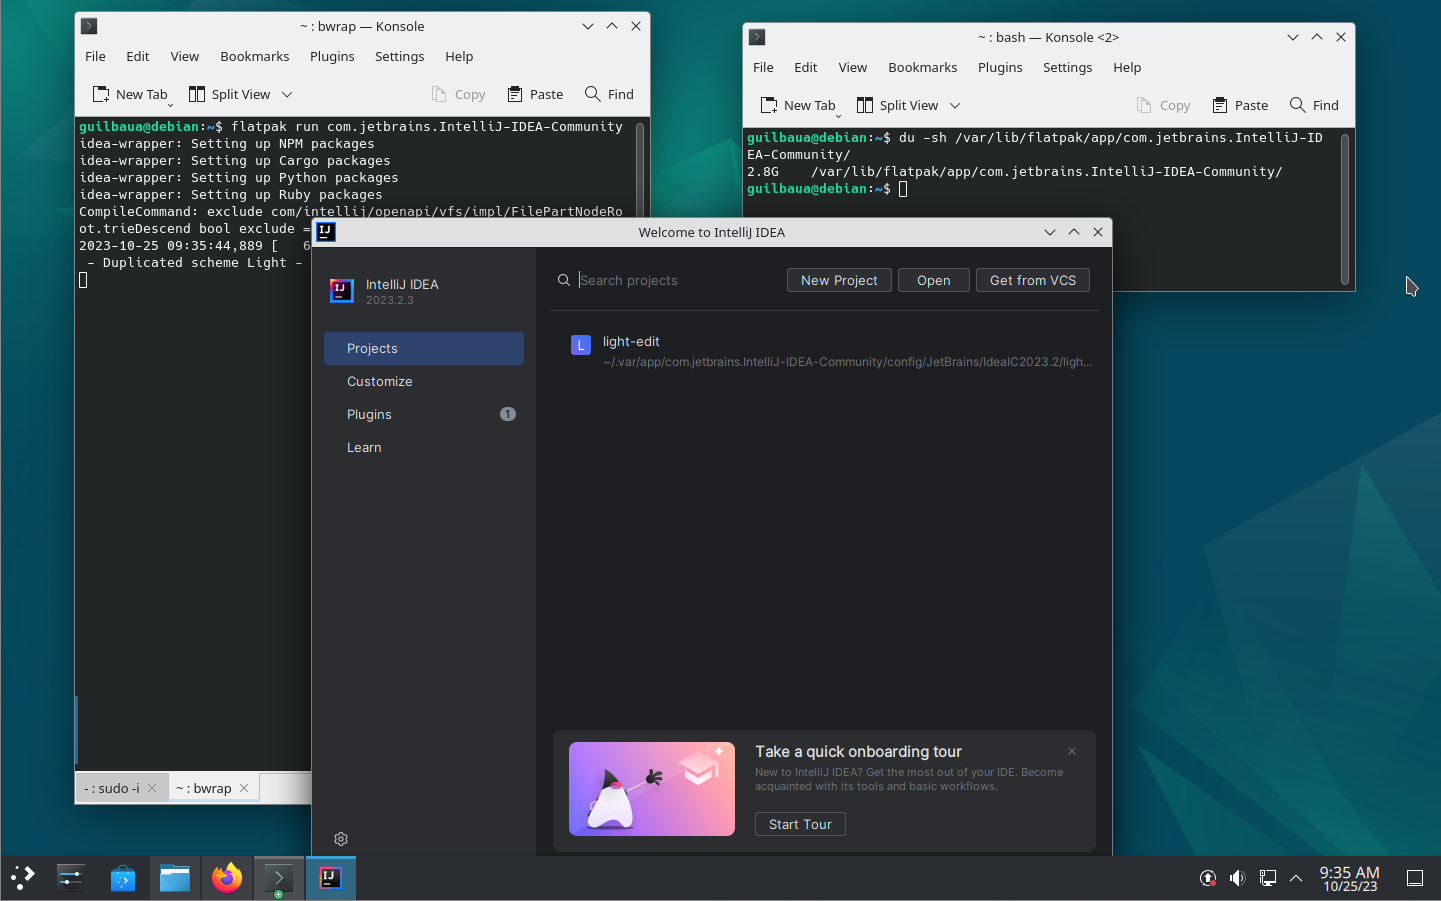 ~ : bwrap — Konsole
File Edit View Bookmarks Plugins Settings Help
New Tab Split View Copy Paste Find
guilbaua@debian:~$ flatpak run com.jetbrains.IntelliJ-IDEA-Community
idea-wrapper: Setting up NPM packages
idea-wrapper: Setting up Cargo packages
idea-wrapper: Setting up Python packages
idea-wrapper: Setting up Ruby packages
CompileCommand: exclude com/intellij/openapi/vfs/impl/FilePartNodeRo
ot.trieDescend bool exclude =
2023-10-25 09:35:44,889 [   6
 - Duplicated scheme Light -
- : sudo -i
~ : bwrap
~ : bash — Konsole <2>
File Edit View Bookmarks Plugins Settings Help
New Tab Split View Copy Paste Find
guilbaua@debian:~$ du -sh /var/lib/flatpak/app/com.jetbrains.IntelliJ-ID
EA-Community/
2.8G    /var/lib/flatpak/app/com.jetbrains.IntelliJ-IDEA-Community/
guilbaua@debian:~$
IJ Welcome to IntelliJ IDEA
IJ IntelliJ IDEA
2023.2.3
Projects
Customize
Plugins 1
Learn
Search projects New Project Open Get from VCS
L light-edit
~/.var/app/com.jetbrains.IntelliJ-IDEA-Community/config/JetBrains/IdeaIC2023.2/ligh...
Take a quick onboarding tour
New to IntelliJ IDEA? Get the most out of your IDE. Become
acquainted with its tools and basic workflows.
Start Tour
IJ
9:35 AM
10/25/23